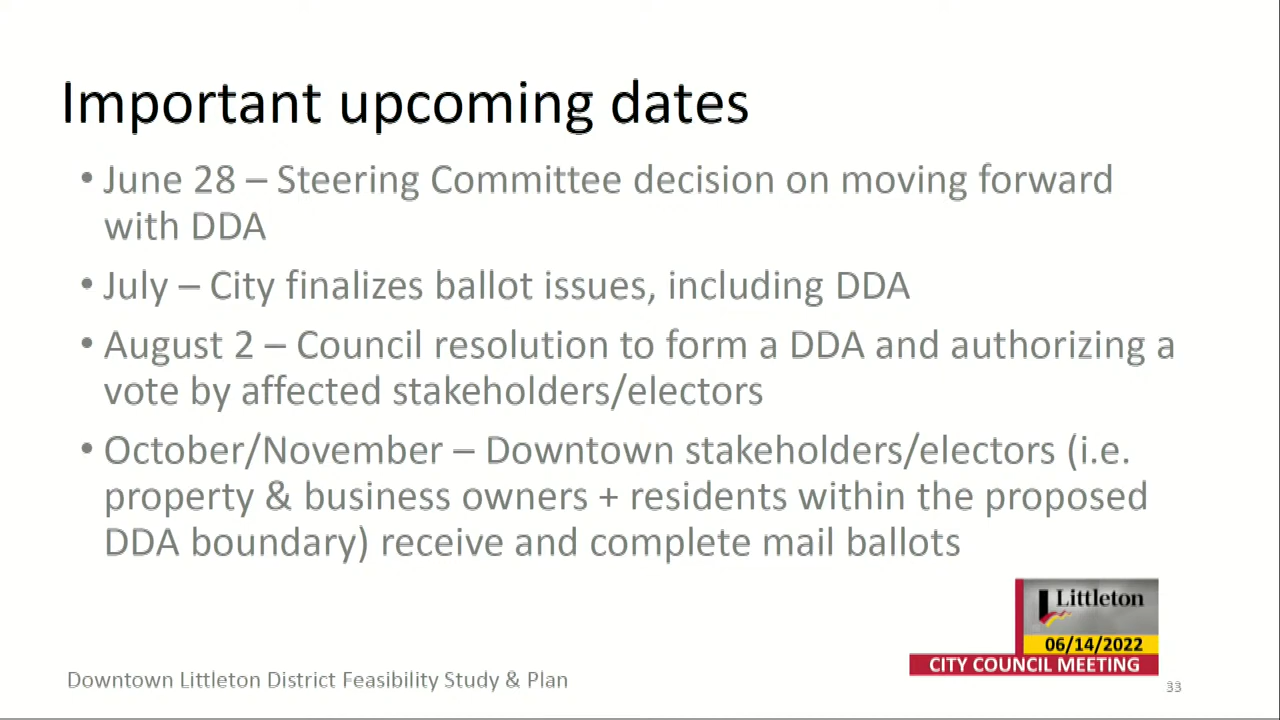 Important upcoming dates
• June 28 – Steering Committee decision on moving forward
with DDA
• July – City finalizes ballot issues, including DDA
• August 2 – Council resolution to form a DDA and authorizing a
vote by affected stakeholders/electors
• October/November – Downtown stakeholders/electors (i.e.
property & business owners + residents within the proposed
DDA boundary) receive and complete mail ballots
Littleton
06/14/2022
CITY COUNCIL MEETING
Downtown Littleton District Feasibility Study & Plan
33